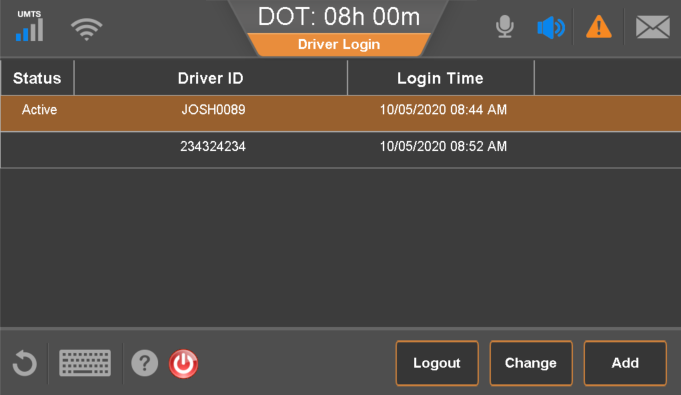 UMTS
DOT: 08h 00m
Driver Login
Status Driver ID Login Time
Active JOSH0089 10/05/2020 08:44 AM
234324234 10/05/2020 08:52 AM
? Logout Change Add